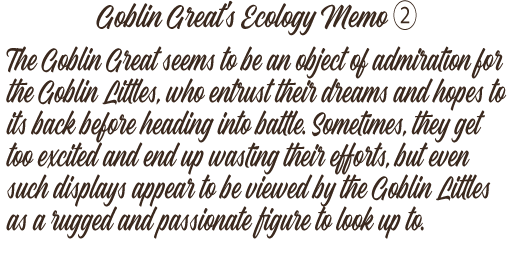 Goblin Great's Ecology Memo ②
The Goblin Great seems to be an object of admiration for
the Goblin Littles, who entrust their dreams and hopes to
its back before heading into battle. Sometimes, they get
too excited and end up wasting their efforts, but even
such displays appear to be viewed by the Goblin Littles
as a rugged and passionate figure to look up to.